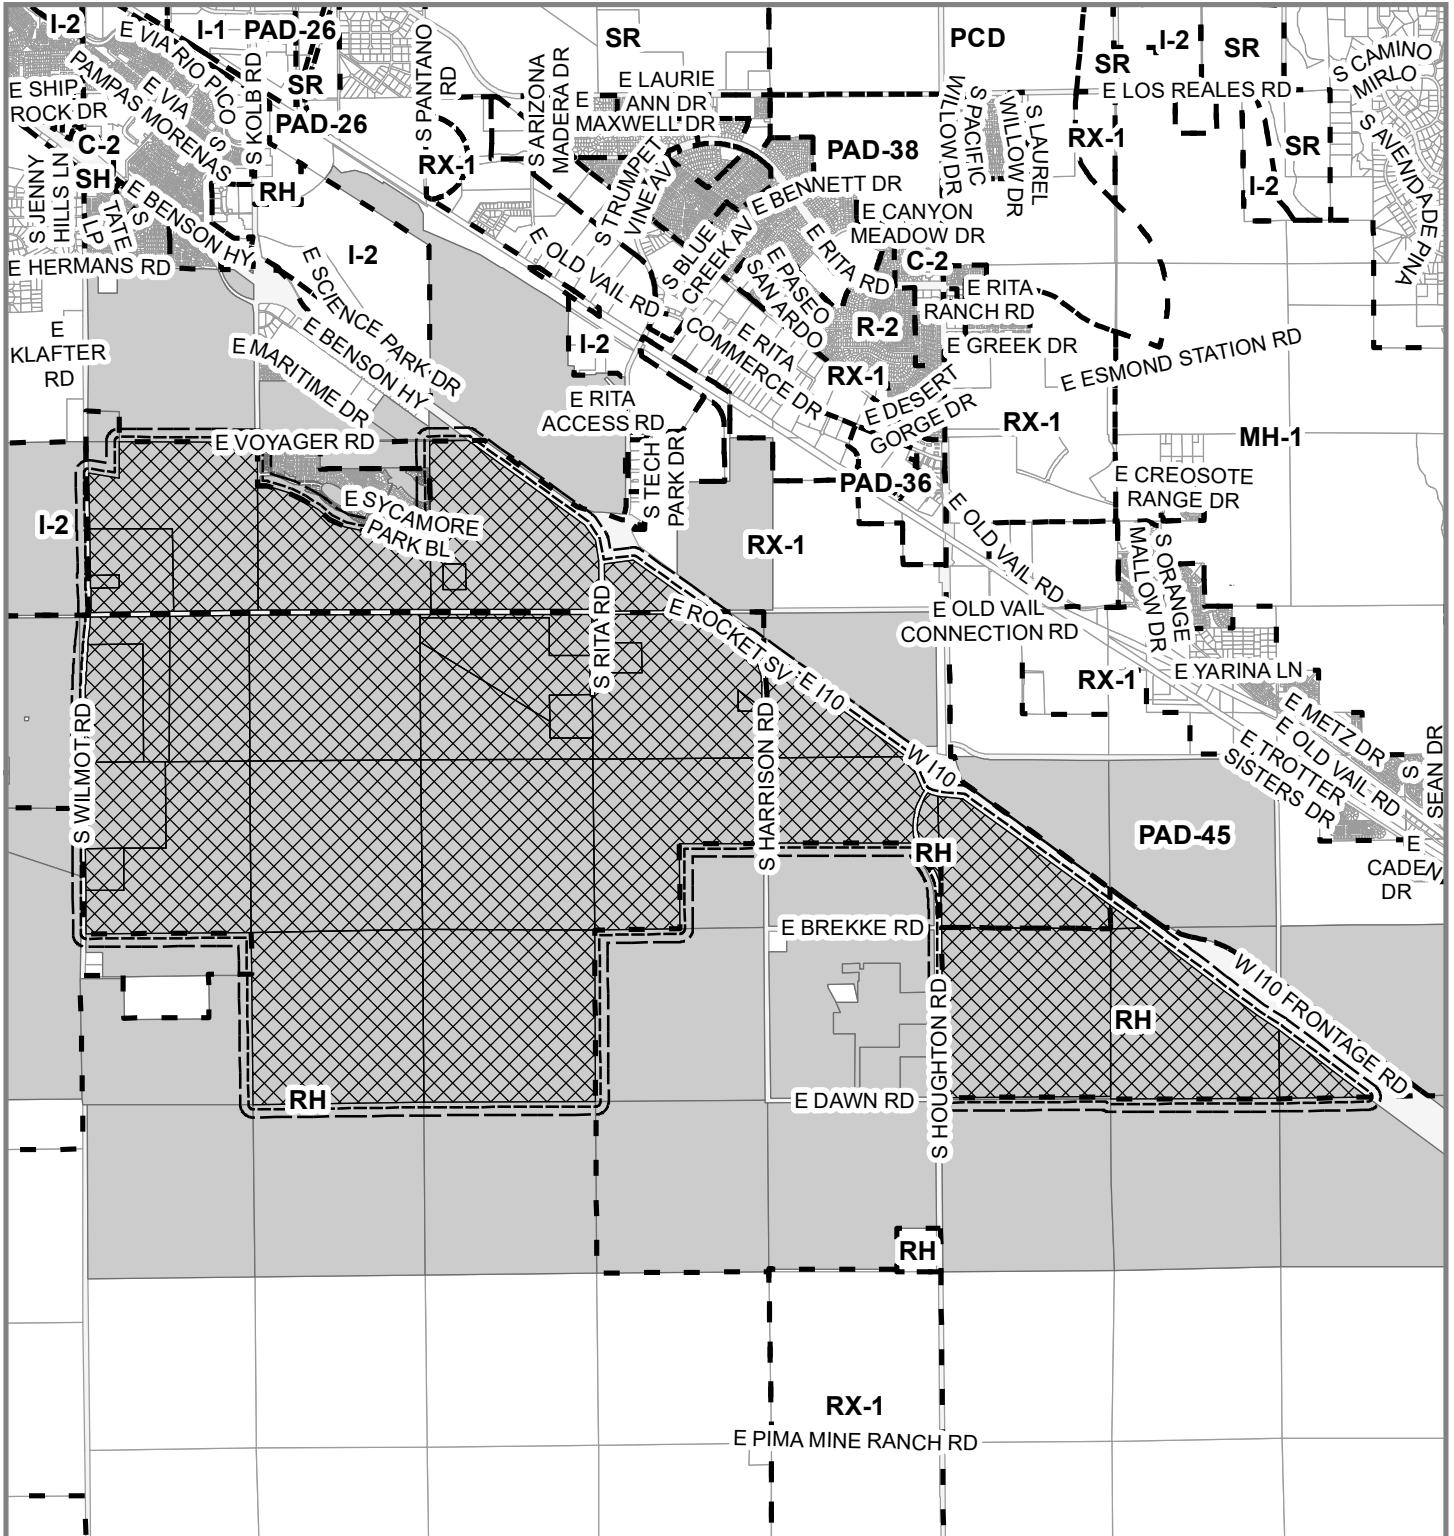 I-2
I-1
PAD-26
SR
PCD
I-2
SR
SR
E VIA RIO PICO
S KOLB RD
S PANTANO
RD
S ARIZONA
MADERA DR
S CAMINO
MIRLO
PAMPAS MORENAS
E VIA
SR
E SHIP
ROCK DR
E LAURIE
ANN DR
E
MAXWELL DR
E LOS REALES RD
PAD-26
C-2
S
RX-1
PAD-38
WILLOW DR
S PACIFIC
WILLOW DR
S LAUREL
RX-1
SR
S AVENIDA DE PINA
S JENNY
HILLS LN
SH
RH
I-2
S TRUMPET
VINE AV
E BENNETT DR
S
TATE
LP
E BENSON HY
E CANYON
MEADOW DR
E HERMANS RD
I-2
E SCIENCE PARK DR
E OLD VAIL RD
S BLUE
CREEK AV
E PASEO
SAN ARDO
E RITA RD
C-2
E RITA
RANCH RD
R-2
E
KLAFTER
RD
E MARITIME DR
E BENSON HY
I-2
E RITA
COMMERCE DR
E GREEK DR
E ESMOND STATION RD
RX-1
E RITA
ACCESS RD
E DESERT
GORGE DR
RX-1
MH-1
E VOYAGER RD
S TECH
PARK DR
PAD-36
E CREOSOTE
RANGE DR
I-2
E SYCAMORE
PARK BL
RX-1
E OLD VAIL RD
S ORANGE
MALLOW DR
S RITA RD
E ROCKET SV
E OLD VAIL
CONNECTION RD
E I10
RX-1
E YARINA LN
S WILMOT RD
S HARRISON RD
W I10
E METZ DR
E OLD VAIL RD
E TROTTER
SISTERS DR
S
SEAN DR
RH
PAD-45
E
CADEN
DR
E BREKKE RD
W I10 FRONTAGE RD
S HOUGHTON RD
RH
RH
E DAWN RD
RH
RX-1
E PIMA MINE RANCH RD